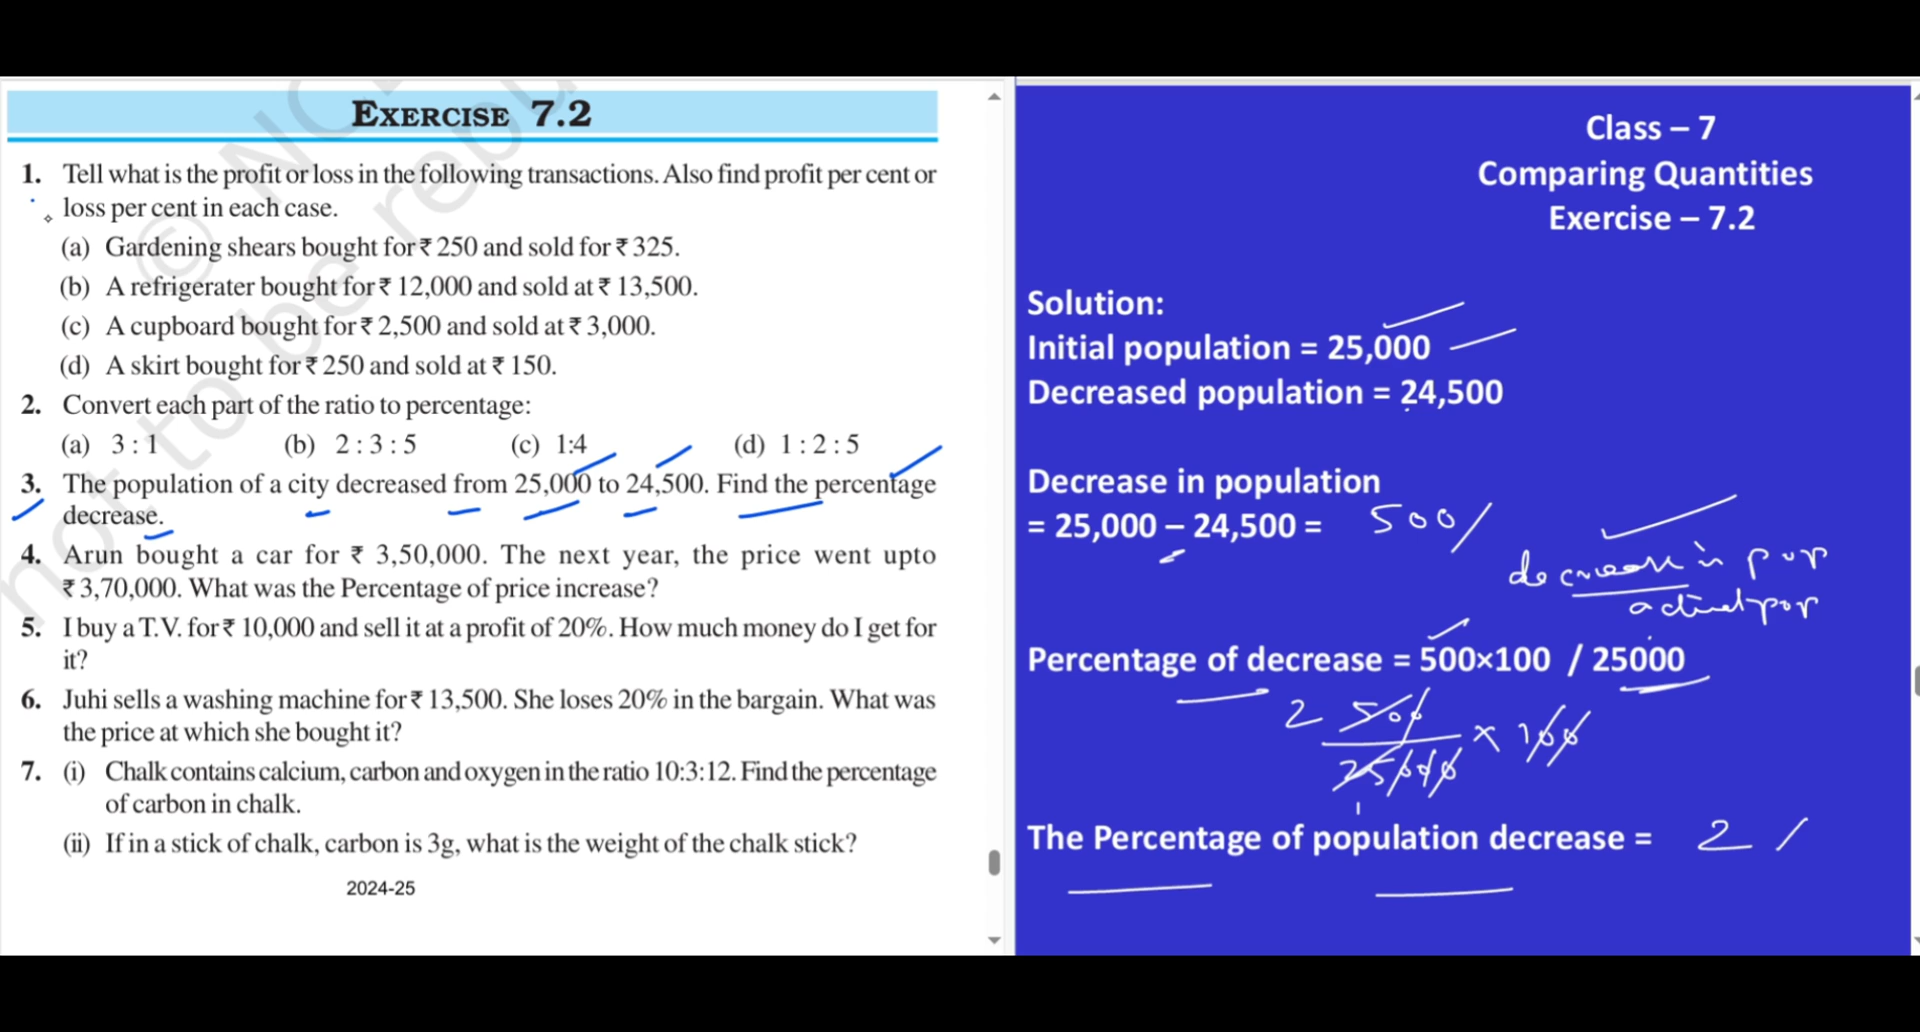 EXERCISE 7.2
1. Tell what is the profit or loss in the following transactions. Also find profit per cent or
loss per cent in each case.
(a) Gardening shears bought for ₹ 250 and sold for ₹ 325.
(b) A refrigerater bought for ₹ 12,000 and sold at ₹ 13,500.
(c) A cupboard bought for ₹ 2,500 and sold at ₹ 3,000.
(d) A skirt bought for ₹ 250 and sold at ₹ 150.
2. Convert each part of the ratio to percentage:
(a) 3 : 1 (b) 2 : 3 : 5 (c) 1:4 (d) 1 : 2 : 5
3. The population of a city decreased from 25,000 to 24,500. Find the percentage
decrease.
4. Arun bought a car for ₹ 3,50,000. The next year, the price went upto
₹ 3,70,000. What was the Percentage of price increase?
5. I buy a T.V. for ₹ 10,000 and sell it at a profit of 20%. How much money do I get for
it?
6. Juhi sells a washing machine for ₹ 13,500. She loses 20% in the bargain. What was
the price at which she bought it?
7. (i) Chalk contains calcium, carbon and oxygen in the ratio 10:3:12. Find the percentage
of carbon in chalk.
(ii) If in a stick of chalk, carbon is 3g, what is the weight of the chalk stick?
2024-25
not to be repu
Class – 7
Comparing Quantities
Exercise – 7.2
Solution:
Initial population = 25,000
Decreased population = 24,500
Decrease in population
= 25,000 – 24,500 = 500
decrease in pop
actual pop
Percentage of decrease = 500×100 / 25000
2 500
25000 × 100
1
The Percentage of population decrease = 2